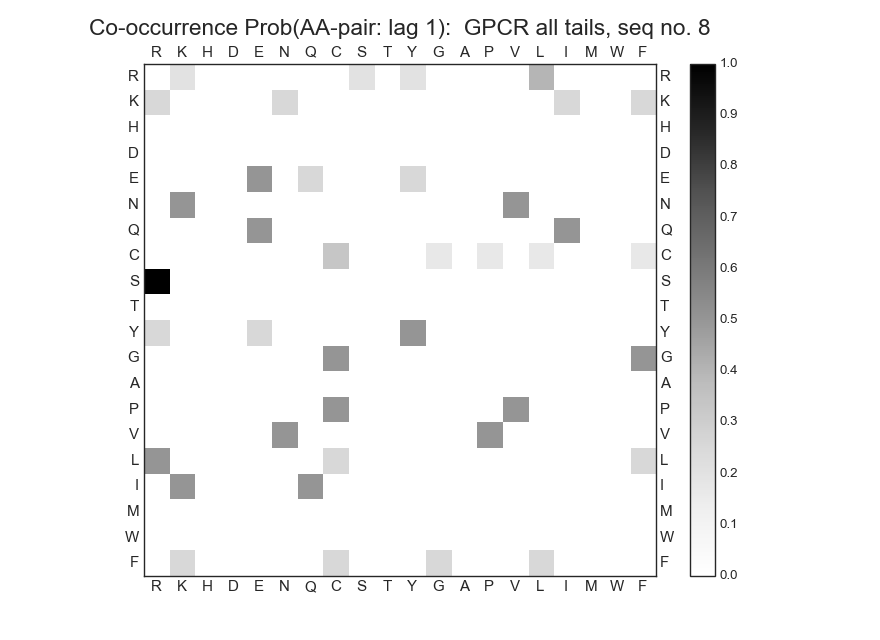 Co-occurrence Prob(AA-pair: lag 1):  GPCR all tails, seq no. 8
R K H D E N Q C S T Y G A P V L I M W F
R R 1.0
K K 0.9
H H
D D 0.8
E E
N N 0.7
Q Q
C C 0.6
S S
T T 0.5
Y Y
G G 0.4
A A
P P 0.3
V V
L L 0.2
I I
M M 0.1
W W
F F 0.0
R K H D E N Q C S T Y G A P V L I M W F